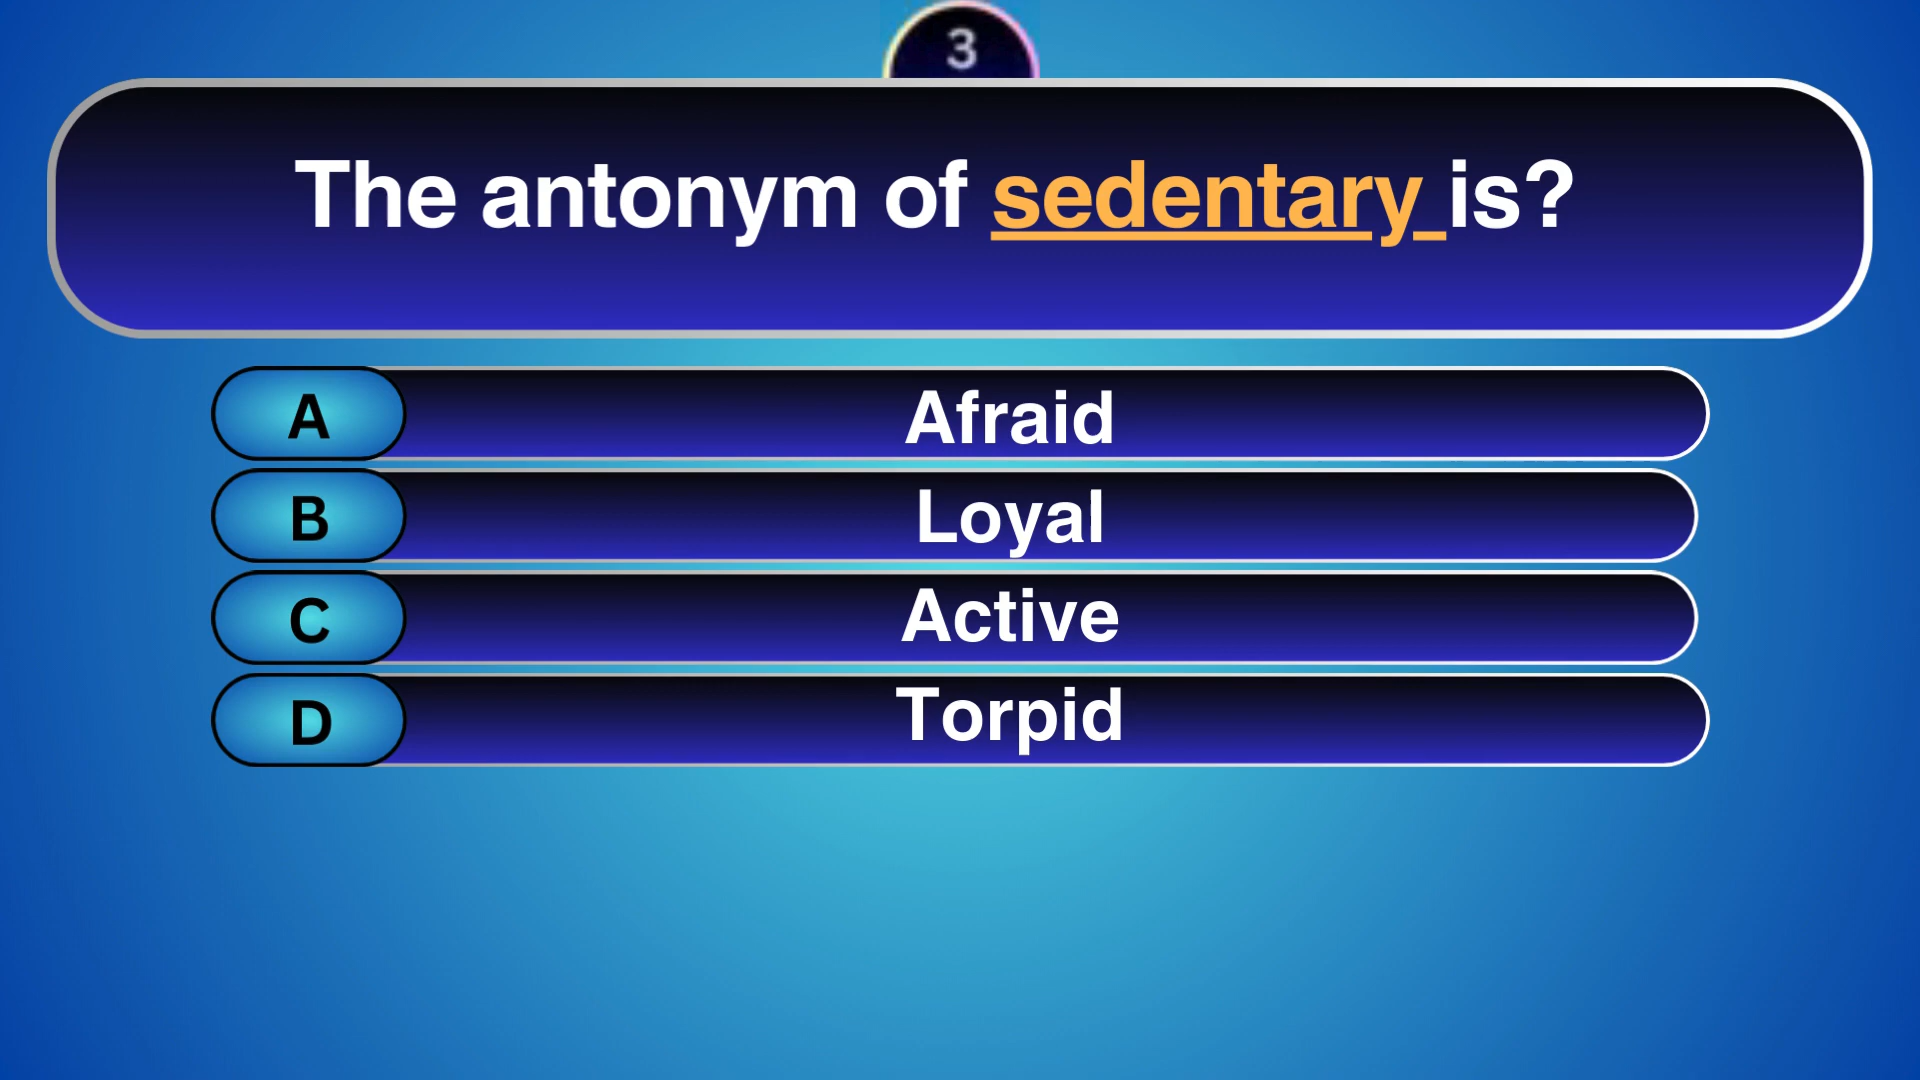 3
The antonym of sedentary is?
A Afraid
B Loyal
C Active
D Torpid